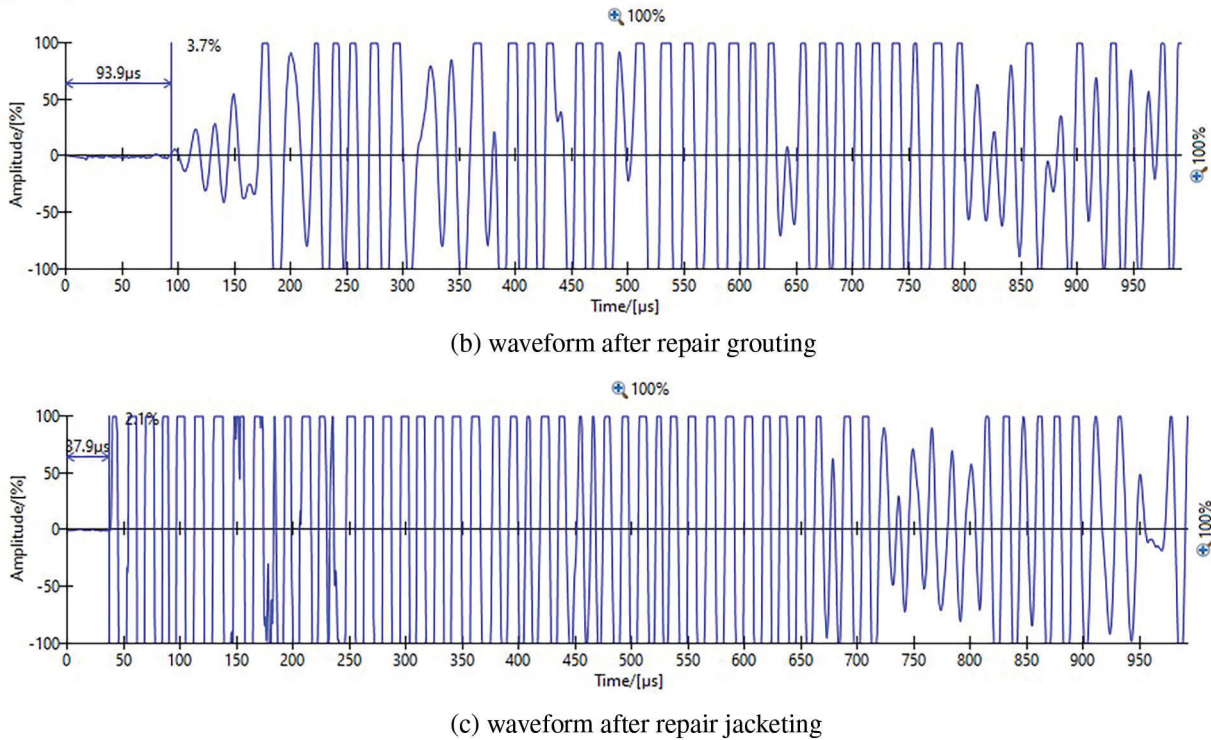 100%
100
3.7%
93.9µs
50
0
-50
-100
Amplitude/[%]
100%
0 50 100 150 200 250 300 350 400 450 500 550 600 650 700 750 800 850 900 950
Time/[µs]
(b) waveform after repair grouting
100%
100
2.1%
37.9µs
50
0
-50
-100
Amplitude/[%]
100%
0 50 100 150 200 250 300 350 400 450 500 550 600 650 700 750 800 850 900 950
Time/[µs]
(c) waveform after repair jacketing